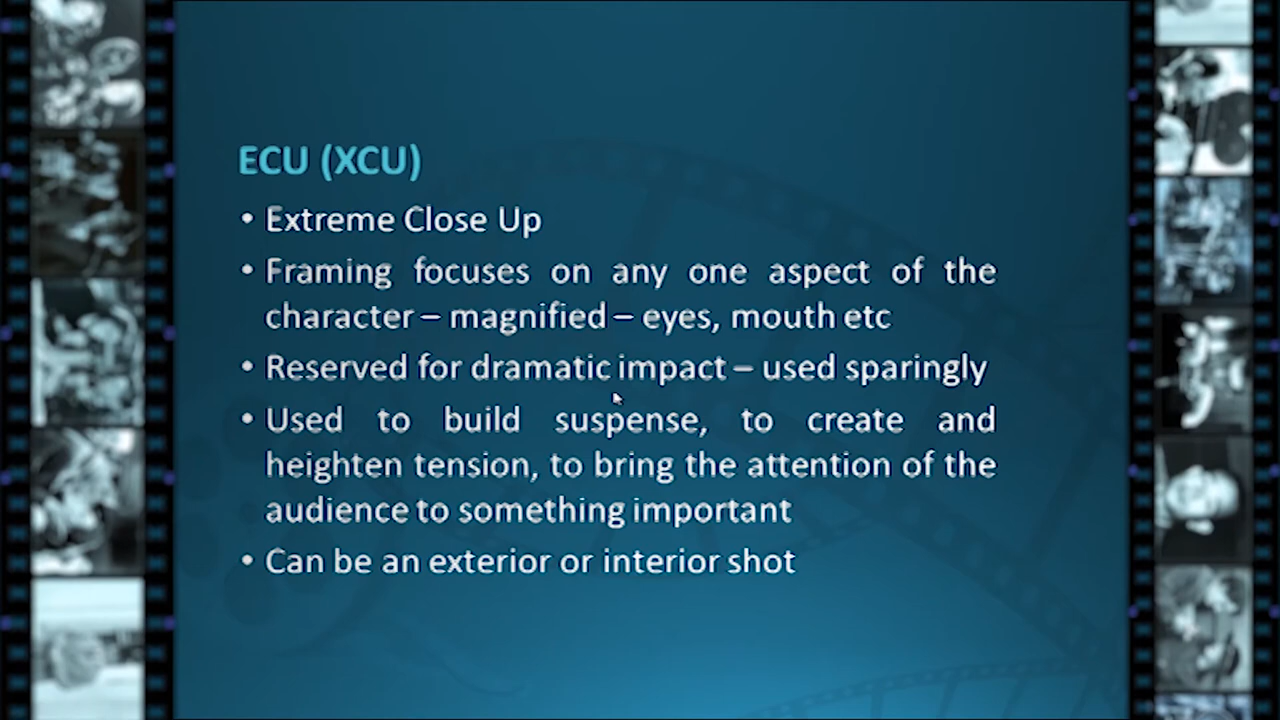 ECU (XCU)
• Extreme Close Up
• Framing focuses on any one aspect of the
character – magnified – eyes, mouth etc
• Reserved for dramatic impact – used sparingly
• Used to build suspense, to create and
heighten tension, to bring the attention of the
audience to something important
• Can be an exterior or interior shot